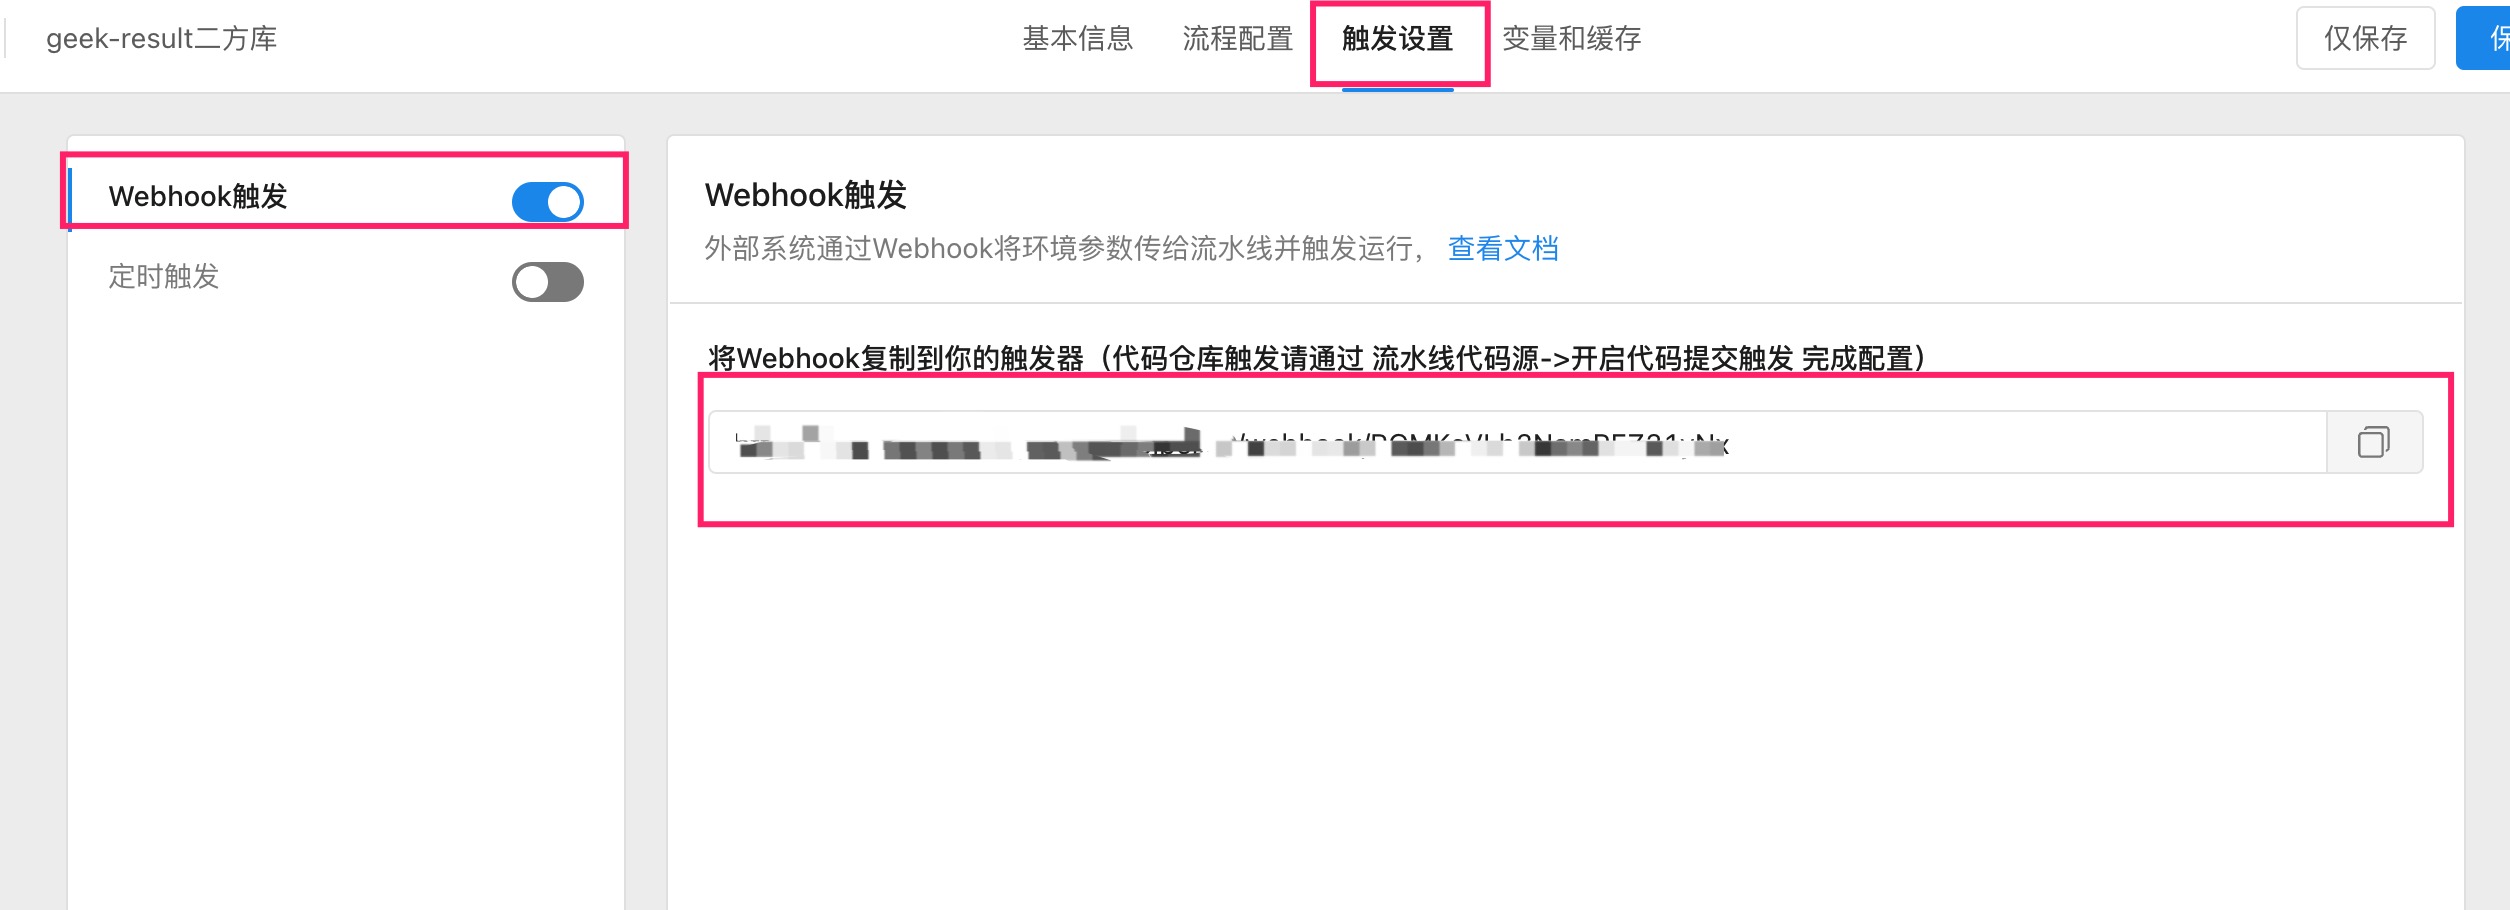 geek-result二方库
基本信息
流程配置
触发设置
变量和缓存
仅保存
Webhook触发
定时触发
Webhook触发
外部系统通过Webhook将环境参数传给流水线并触发运行， 查看文档
将Webhook复制到你的触发器（代码仓库触发请通过 流水线代码源->开启代码提交触发 完成配置）